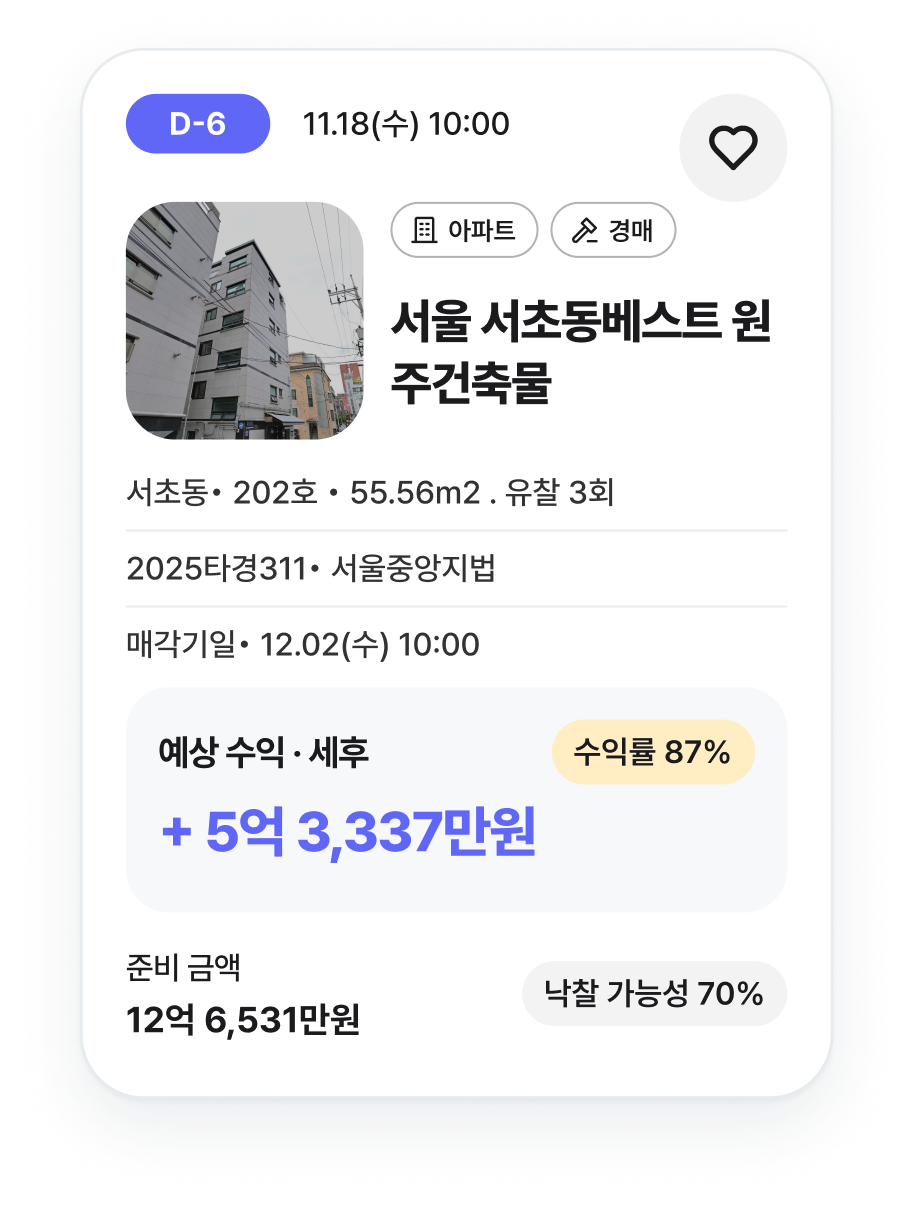 D-6 11.18(수) 10:00
아파트 경매
서울 서초동베스트 원
주건축물
서초동• 202호 • 55.56m2 . 유찰 3회
2025타경311• 서울중앙지법
매각기일• 12.02(수) 10:00
예상 수익 · 세후 수익률 87%
+ 5억 3,337만원
준비 금액
12억 6,531만원
낙찰 가능성 70%